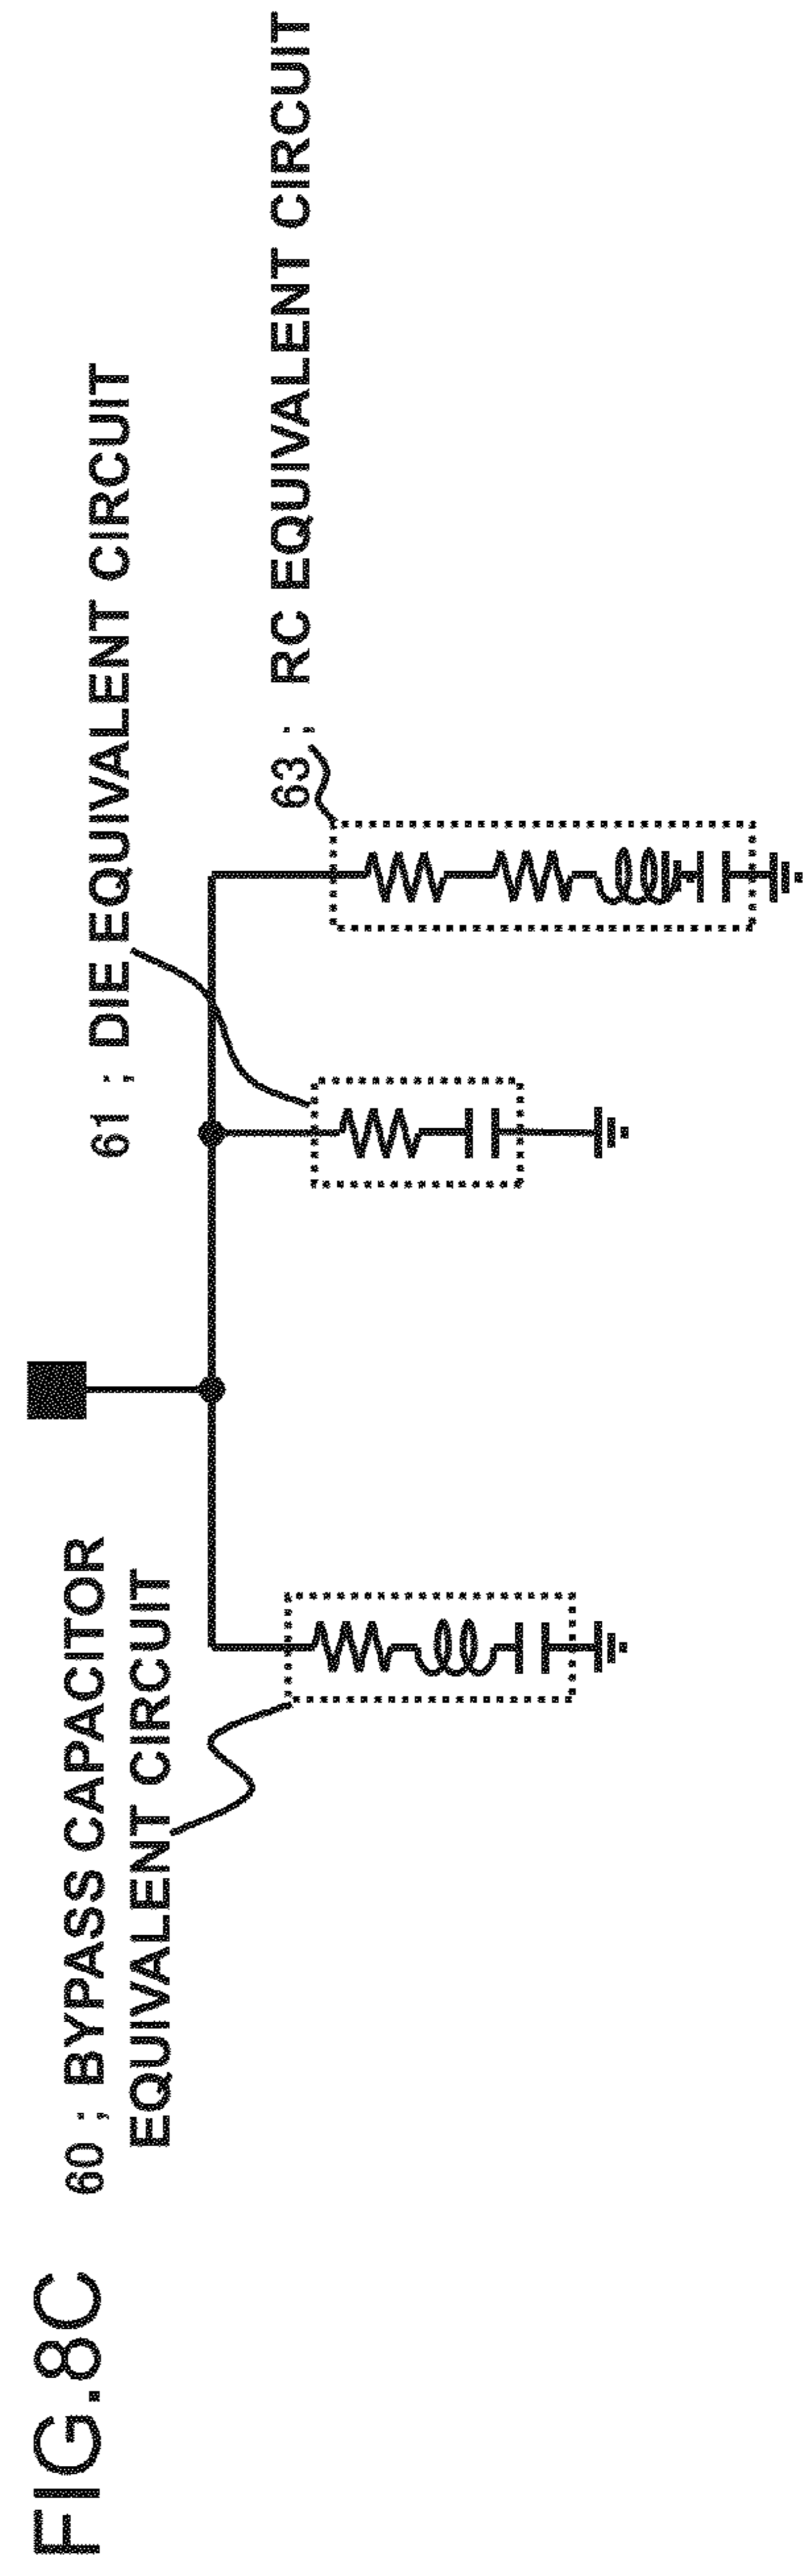 FIG.8C
60 ; BYPASS CAPACITOR
EQUIVALENT CIRCUIT
61 ; DIE EQUIVALENT CIRCUIT
63 ; RC EQUIVALENT CIRCUIT